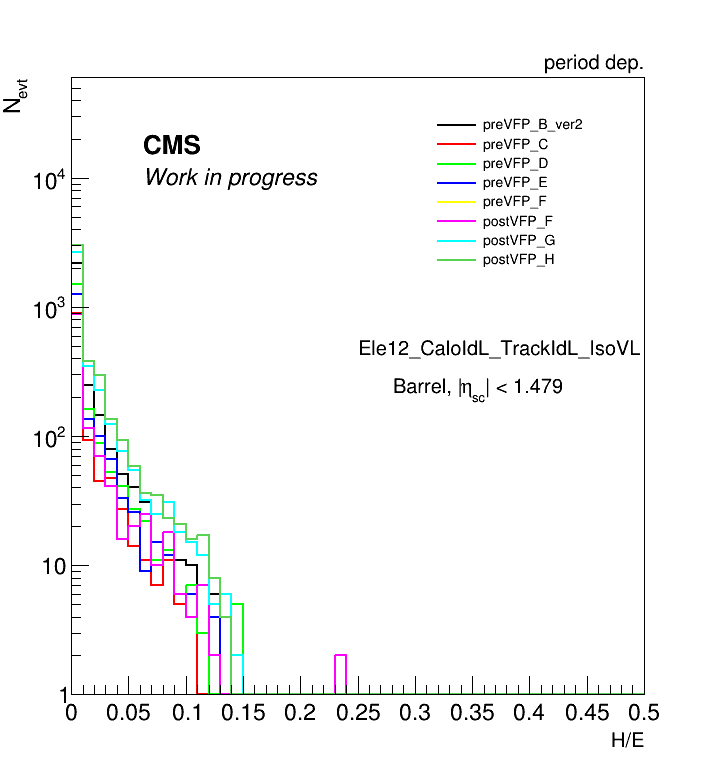 period dep.
N_evt
CMS
Work in progress
preVFP_B_ver2
preVFP_C
preVFP_D
preVFP_E
preVFP_F
postVFP_F
postVFP_G
postVFP_H
Ele12_CaloIdL_TrackIdL_IsoVL
Barrel, |η_sc| < 1.479
10^4
10^3
10^2
10
1
0 0.05 0.1 0.15 0.2 0.25 0.3 0.35 0.4 0.45 0.5
H/E